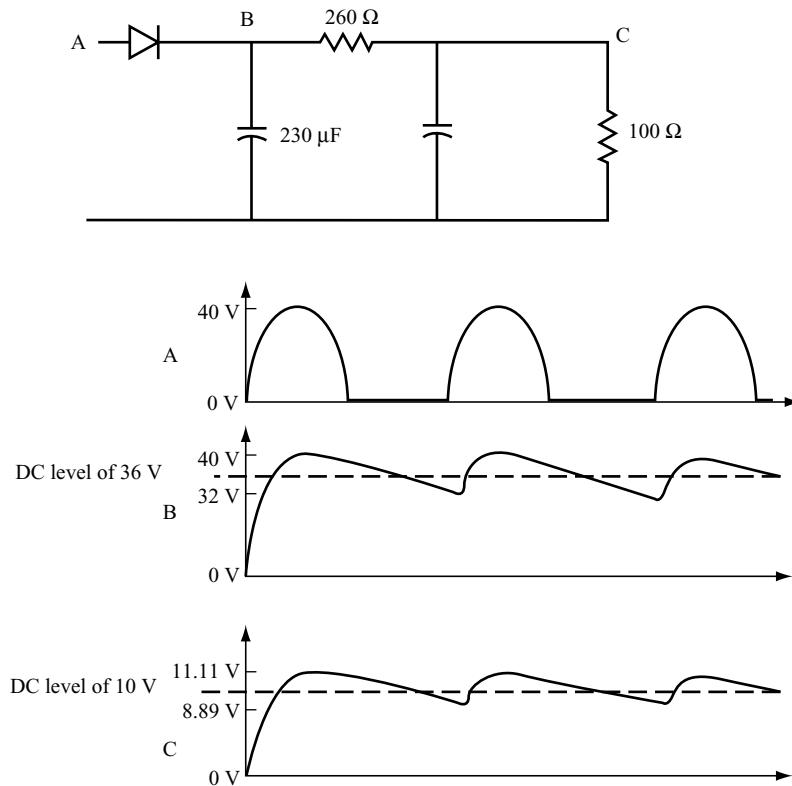 B
260 Ω
A
C
230 µF
100 Ω
40 V
A
0 V
40 V
DC level of 36 V
32 V
B
0 V
11.11 V
DC level of 10 V
8.89 V
C
0 V